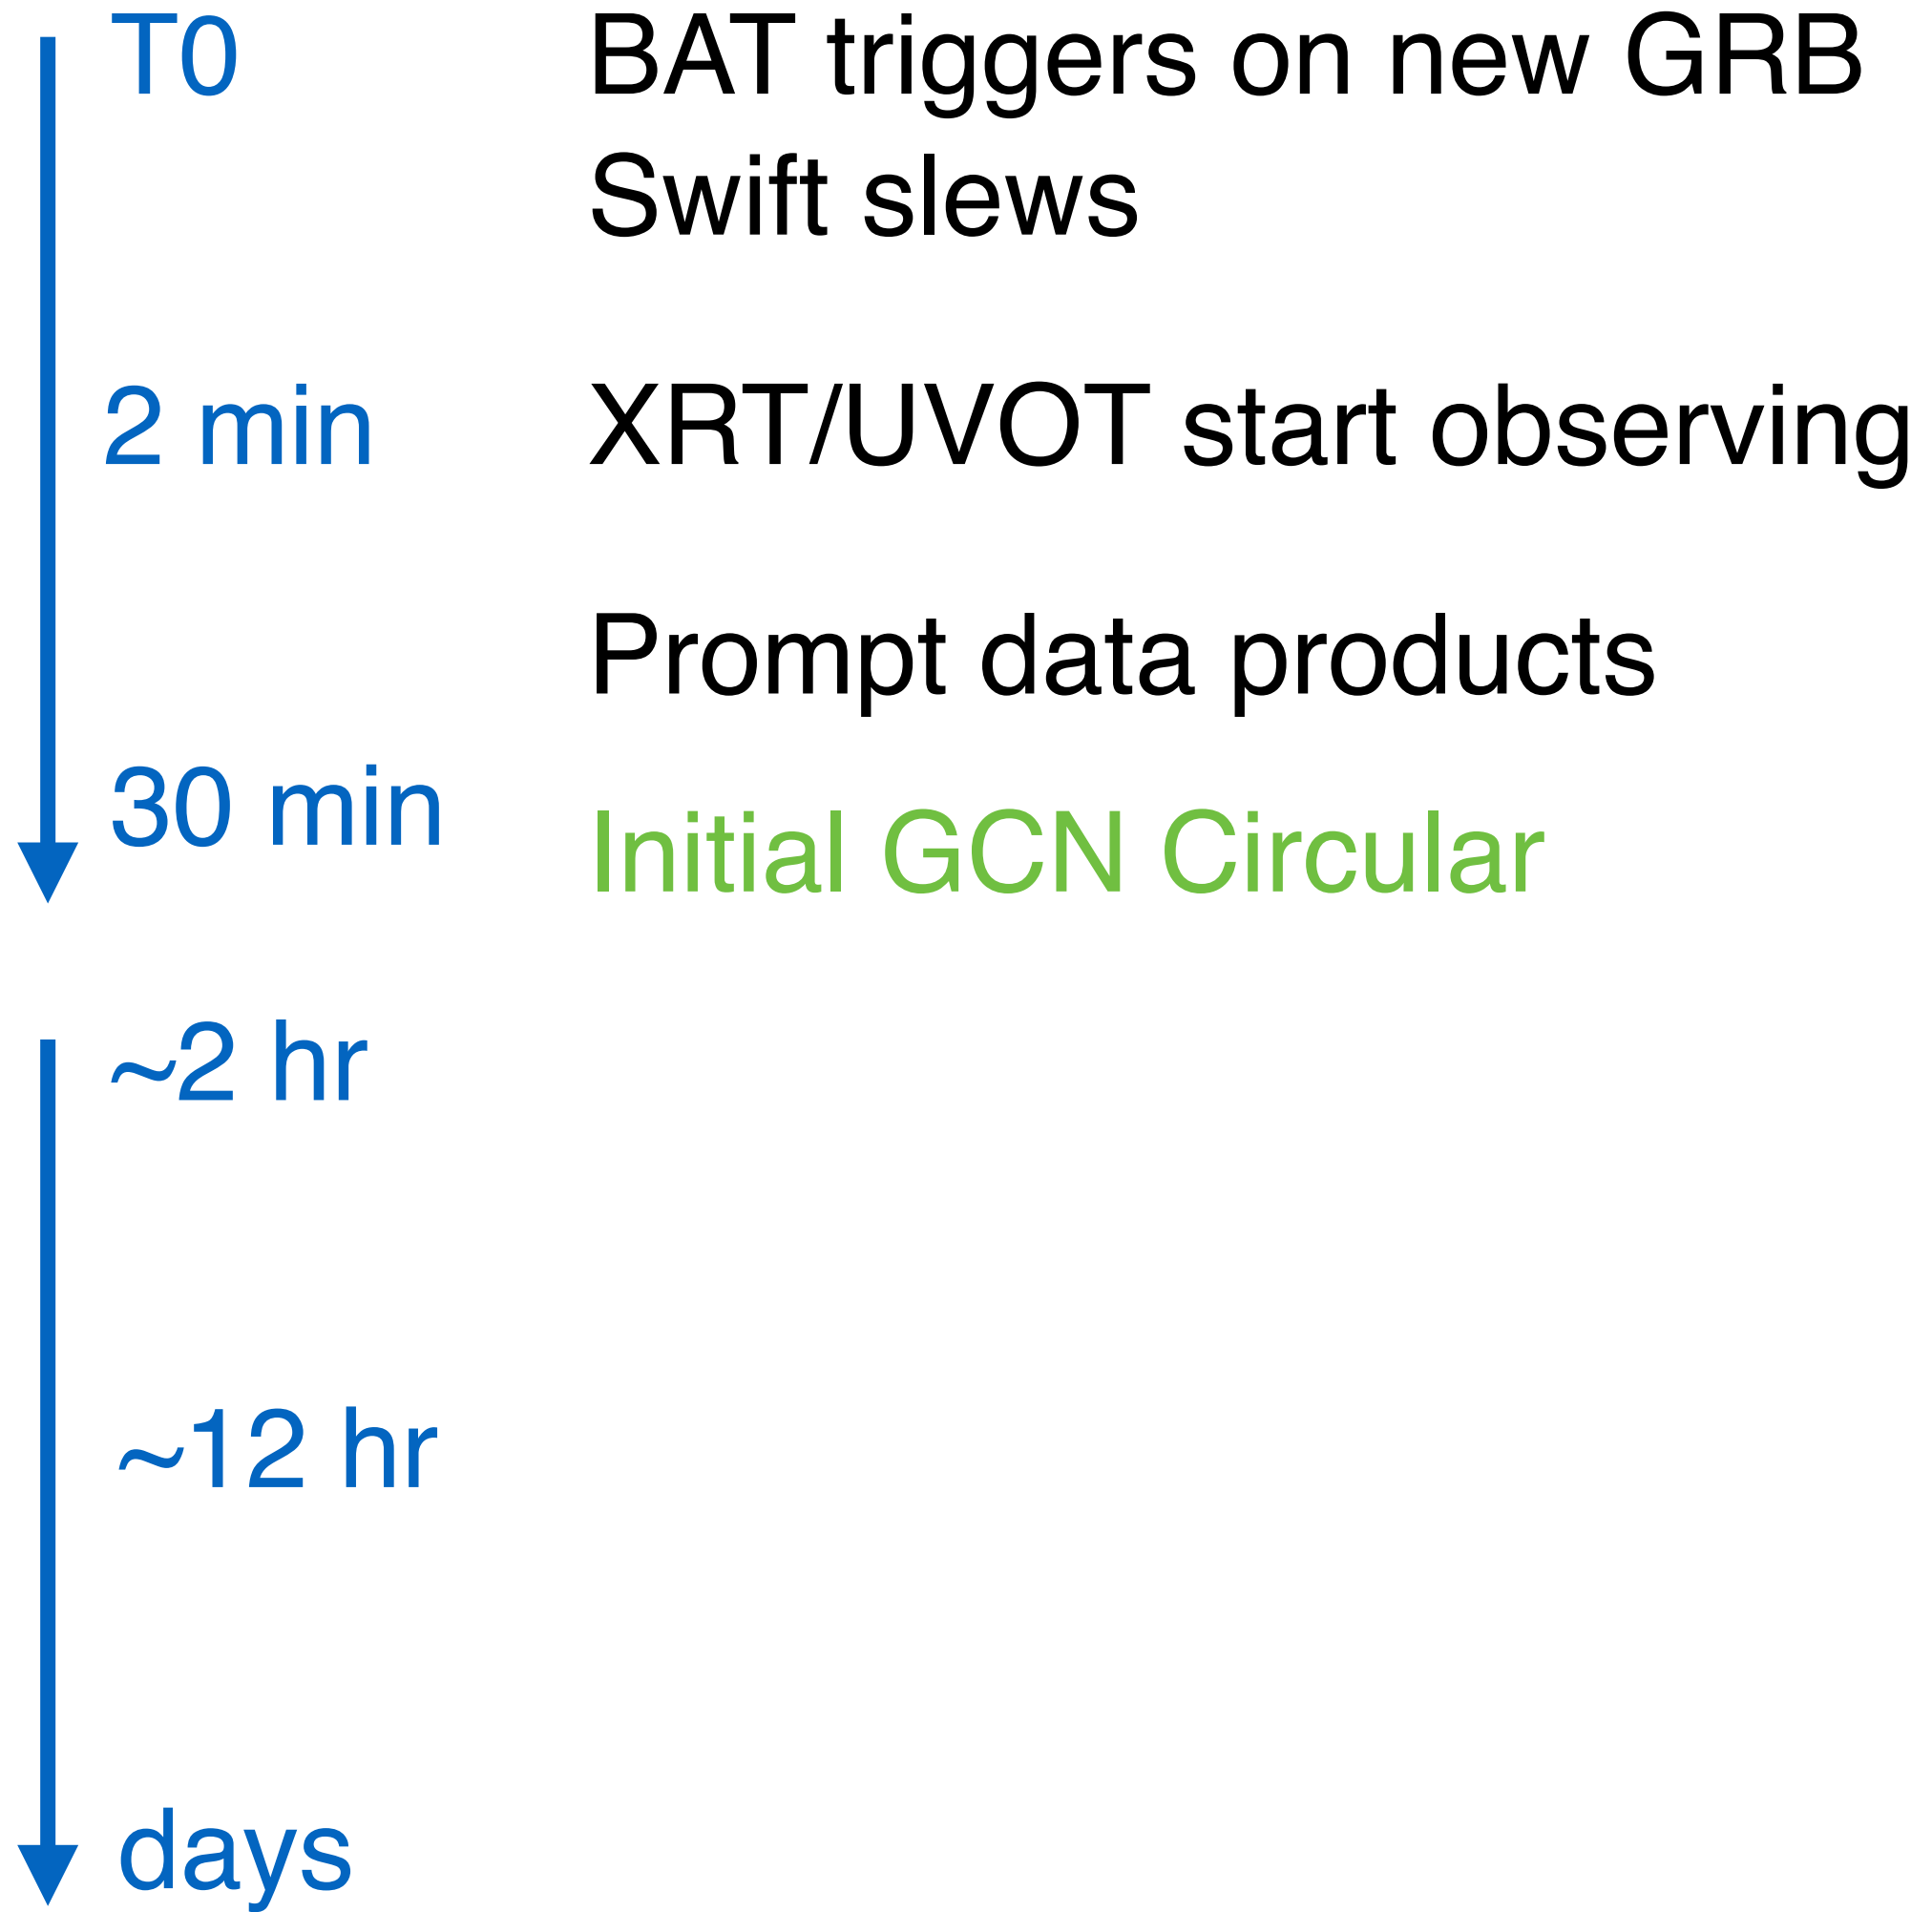 T0 BAT triggers on new GRB
Swift slews
2 min XRT/UVOT start observing
Prompt data products
30 min Initial GCN Circular
~2 hr
~12 hr
days